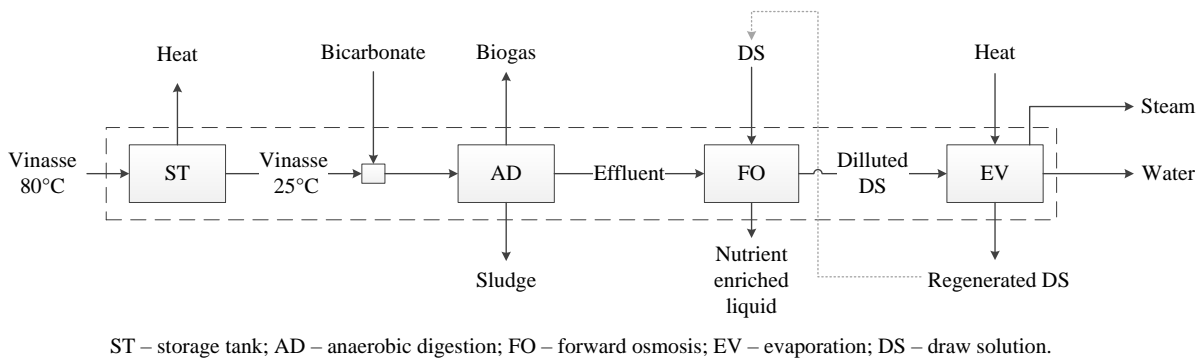 Heat
Bicarbonate
Biogas
DS
Heat
Steam
Vinasse
80°C
ST
Vinasse
25°C
AD
Effluent
FO
Dilluted
DS
EV
Water
Sludge
Nutrient
enriched
liquid
Regenerated DS
ST – storage tank; AD – anaerobic digestion; FO – forward osmosis; EV – evaporation; DS – draw solution.